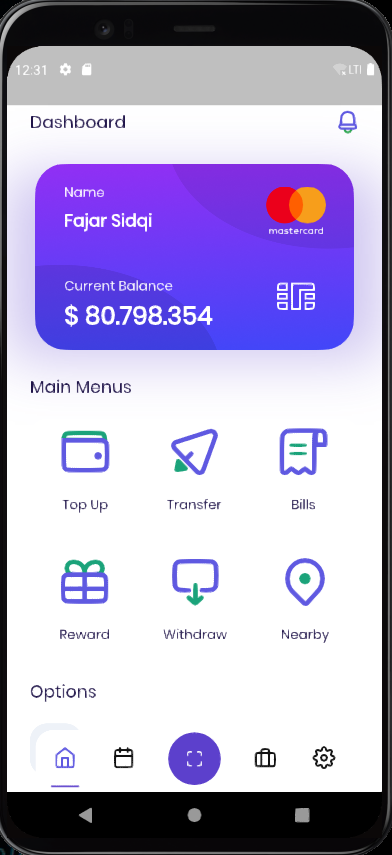 12:31 LTE
Dashboard
Name
Fajar Sidqi
mastercard
Current Balance
$ 80.798.354
Main Menus
Top Up Transfer Bills
Reward Withdraw Nearby
Options